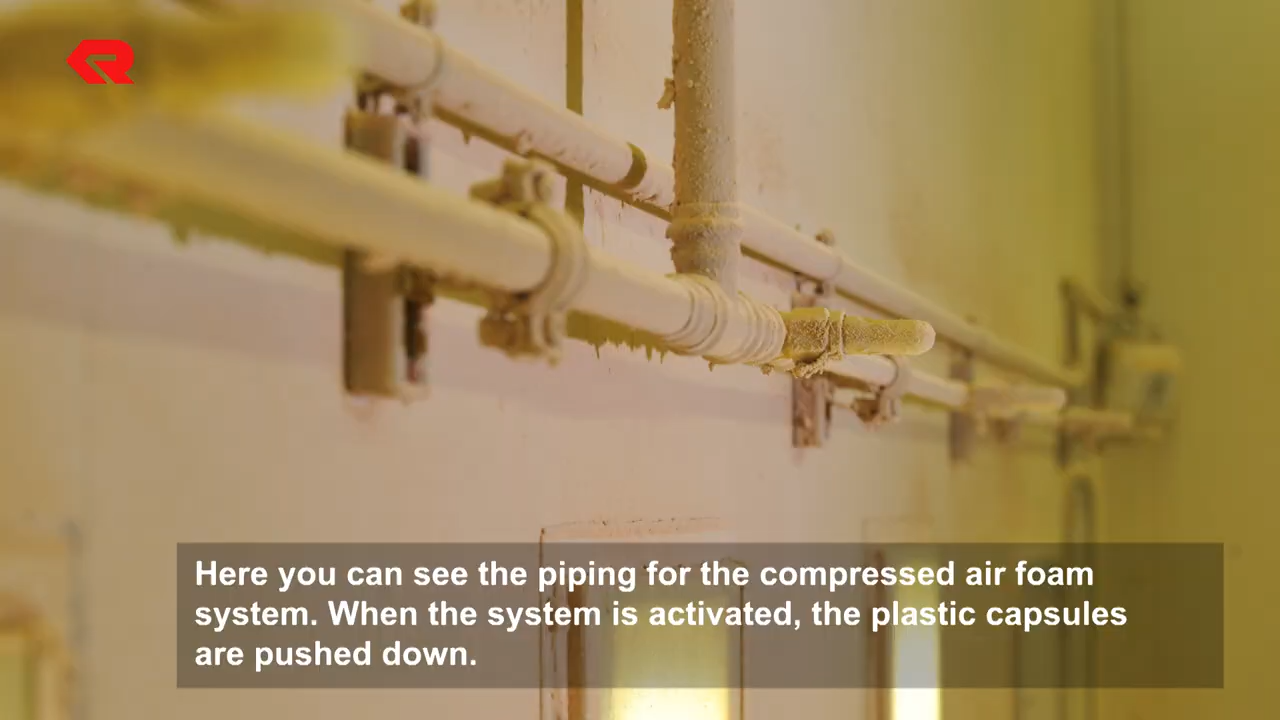 Here you can see the piping for the compressed air foam
system. When the system is activated, the plastic capsules
are pushed down.